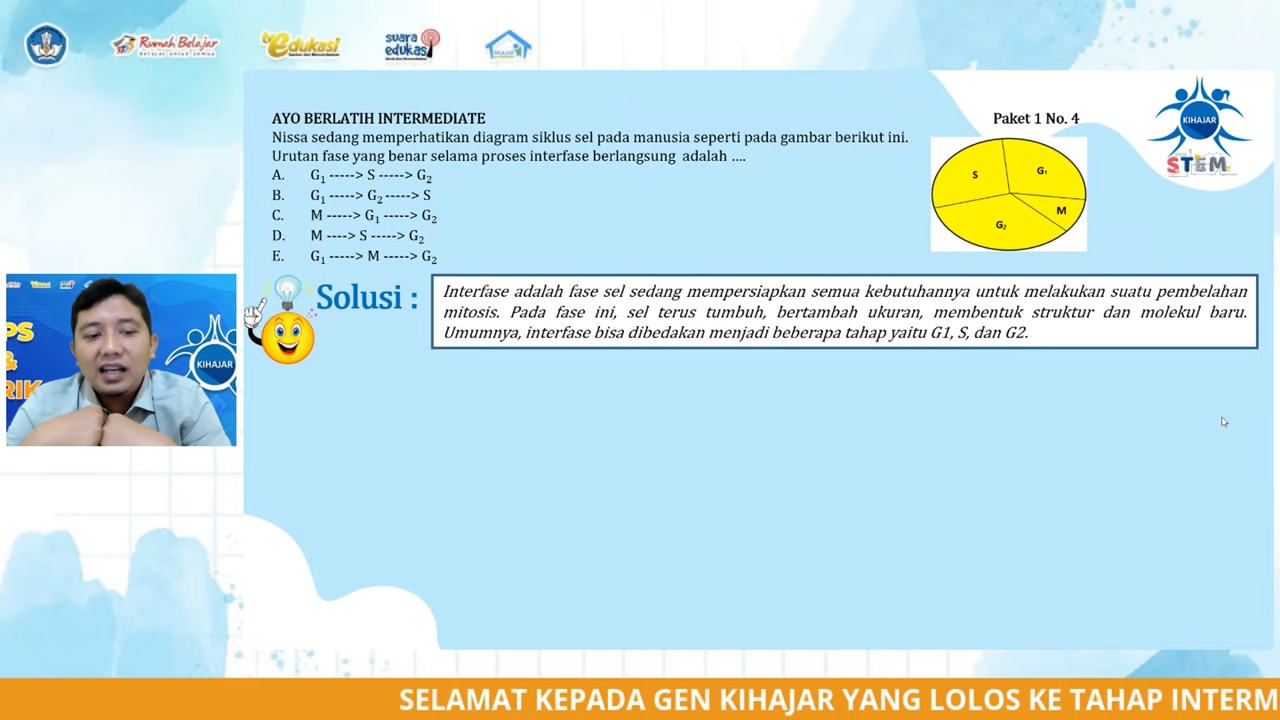 Rumah Belajar
tv edukasi
suara
edukasi
AYO BERLATIH INTERMEDIATE
Paket 1 No. 4
Nissa sedang memperhatikan diagram siklus sel pada manusia seperti pada gambar berikut ini.
Urutan fase yang benar selama proses interfase berlangsung adalah ....
A. G₁ -----> S -----> G₂
B. G₁ -----> G₂ -----> S
C. M -----> G₁ -----> G₂
D. M ----> S -----> G₂
E. G₁ -----> M -----> G₂
S
G₁
M
G₂
KIHAJAR
STEM
Solusi :
Interfase adalah fase sel sedang mempersiapkan semua kebutuhannya untuk melakukan suatu pembelahan
mitosis. Pada fase ini, sel terus tumbuh, bertambah ukuran, membentuk struktur dan molekul baru.
Umumnya, interfase bisa dibedakan menjadi beberapa tahap yaitu G1, S, dan G2.
PS
&
RIK
KIHAJAR
SELAMAT KEPADA GEN KIHAJAR YANG LOLOS KE TAHAP INTERM